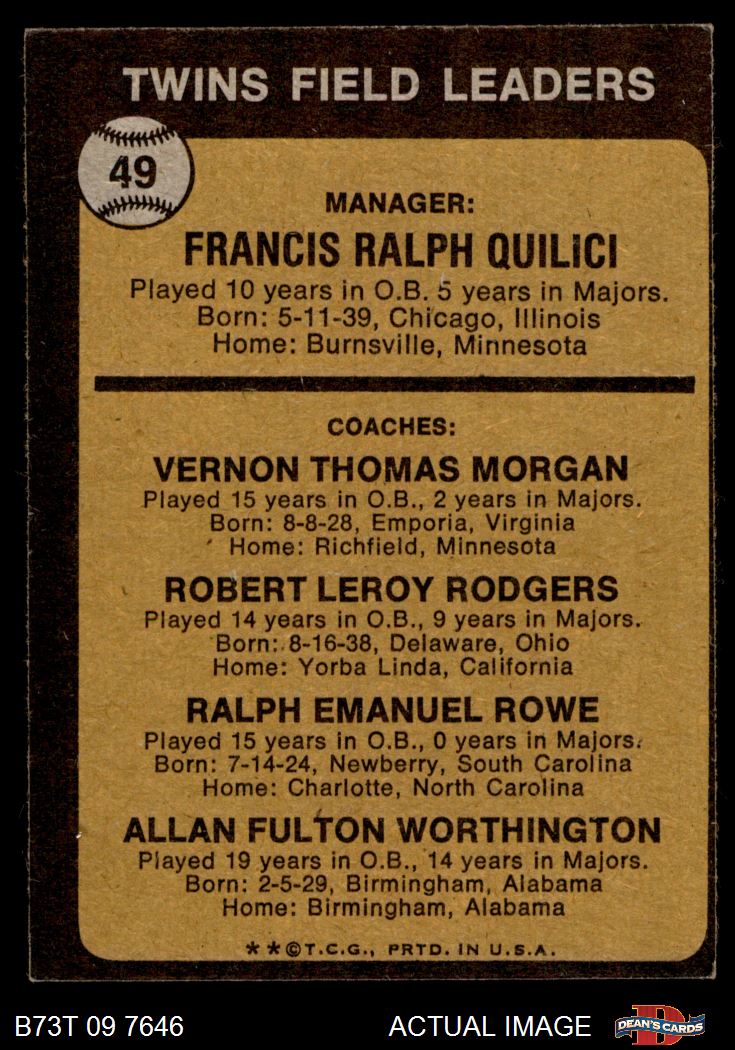 TWINS FIELD LEADERS
49
MANAGER:
FRANCIS RALPH QUILICI
Played 10 years in O.B. 5 years in Majors.
Born: 5-11-39, Chicago, Illinois
Home: Burnsville, Minnesota
COACHES:
VERNON THOMAS MORGAN
Played 15 years in O.B., 2 years in Majors.
Born: 8-8-28, Emporia, Virginia
Home: Richfield, Minnesota
ROBERT LEROY RODGERS
Played 14 years in O.B., 9 years in Majors.
Born: 8-16-38, Delaware, Ohio
Home: Yorba Linda, California
RALPH EMANUEL ROWE
Played 15 years in O.B., 0 years in Majors.
Born: 7-14-24, Newberry, South Carolina
Home: Charlotte, North Carolina
ALLAN FULTON WORTHINGTON
Played 19 years in O.B., 14 years in Majors.
Born: 2-5-29, Birmingham, Alabama
Home: Birmingham, Alabama
**©T.C.G., PRTD. IN U.S.A.
B73T 09 7646 ACTUAL IMAGE D DEAN'S CARDS